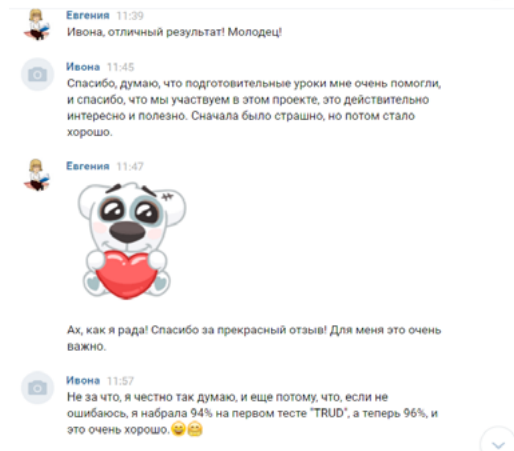 Евгения 11:39
Ивона, отличный результат! Молодец!
Ивона 11:45
Спасибо, думаю, что подготовительные уроки мне очень помогли,
и спасибо, что мы участвуем в этом проекте, это действительно
интересно и полезно. Сначала было страшно, но потом стало
хорошо.
Евгения 11:47
Ах, как я рада! Спасибо за прекрасный отзыв! Для меня это очень
важно.
Ивона 11:57
Не за что, я честно так думаю, и еще потому, что, если не
ошибаюсь, я набрала 94% на первом тесте "TRUD", а теперь 96%, и
это очень хорошо.😄🤗